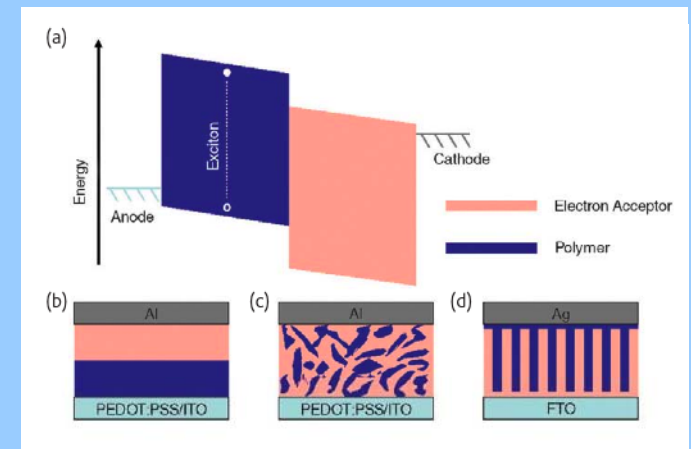 (a)
Energy
Exciton
Anode
Cathode
Electron Acceptor
Polymer
(b)
(c)
(d)
Al
Al
Ag
PEDOT:PSS/ITO
PEDOT:PSS/ITO
FTO